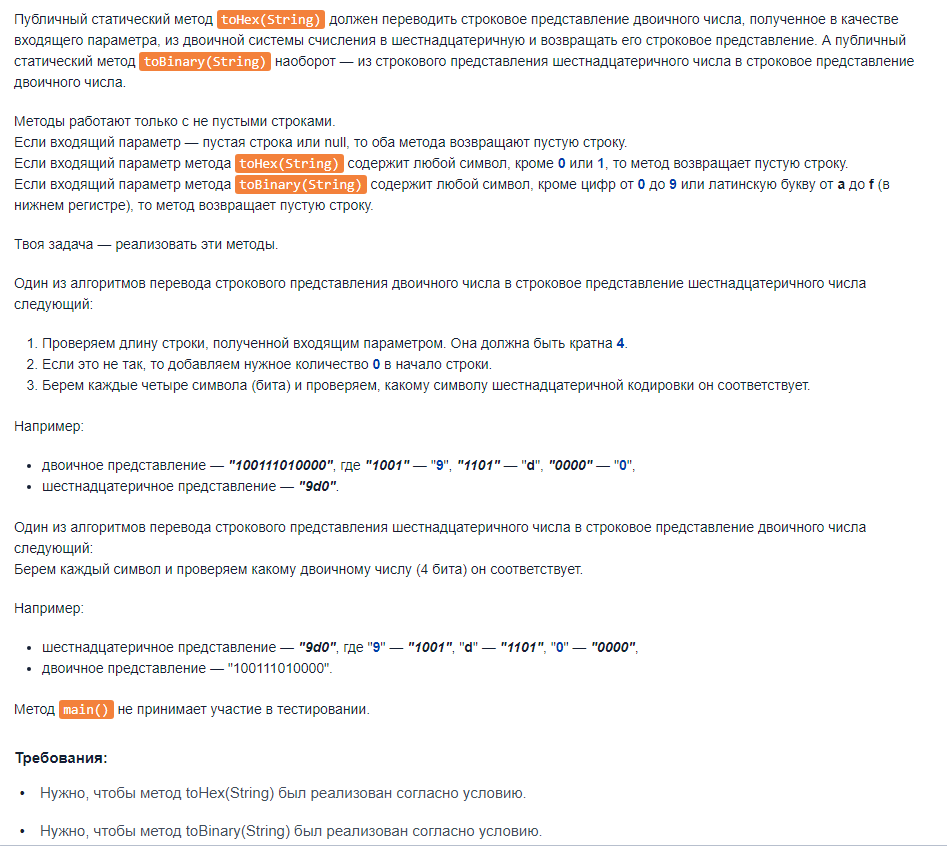 Публичный статический метод toHex(String) должен переводить строковое представление двоичного числа, полученное в качестве
входящего параметра, из двоичной системы счисления в шестнадцатеричную и возвращать его строковое представление. А публичный
статический метод toBinary(String) наоборот — из строкового представления шестнадцатеричного числа в строковое представление
двоичного числа.
Методы работают только с не пустыми строками.
Если входящий параметр — пустая строка или null, то оба метода возвращают пустую строку.
Если входящий параметр метода toHex(String) содержит любой символ, кроме 0 или 1, то метод возвращает пустую строку.
Если входящий параметр метода toBinary(String) содержит любой символ, кроме цифр от 0 до 9 или латинскую букву от a до f (в
нижнем регистре), то метод возвращает пустую строку.
Твоя задача — реализовать эти методы.
Один из алгоритмов перевода строкового представления двоичного числа в строковое представление шестнадцатеричного числа
следующий:
1. Проверяем длину строки, полученной входящим параметром. Она должна быть кратна 4.
2. Если это не так, то добавляем нужное количество 0 в начало строки.
3. Берем каждые четыре символа (бита) и проверяем, какому символу шестнадцатеричной кодировки он соответствует.
Например:
• двоичное представление — "100111010000", где "1001" — "9", "1101" — "d", "0000" — "0",
• шестнадцатеричное представление — "9d0".
Один из алгоритмов перевода строкового представления шестнадцатеричного числа в строковое представление двоичного числа
следующий:
Берем каждый символ и проверяем какому двоичному числу (4 бита) он соответствует.
Например:
• шестнадцатеричное представление — "9d0", где "9" — "1001", "d" — "1101", "0" — "0000",
• двоичное представление — "100111010000".
Метод main() не принимает участие в тестировании.
Требования:
• Нужно, чтобы метод toHex(String) был реализован согласно условию.
• Нужно, чтобы метод toBinary(String) был реализован согласно условию.